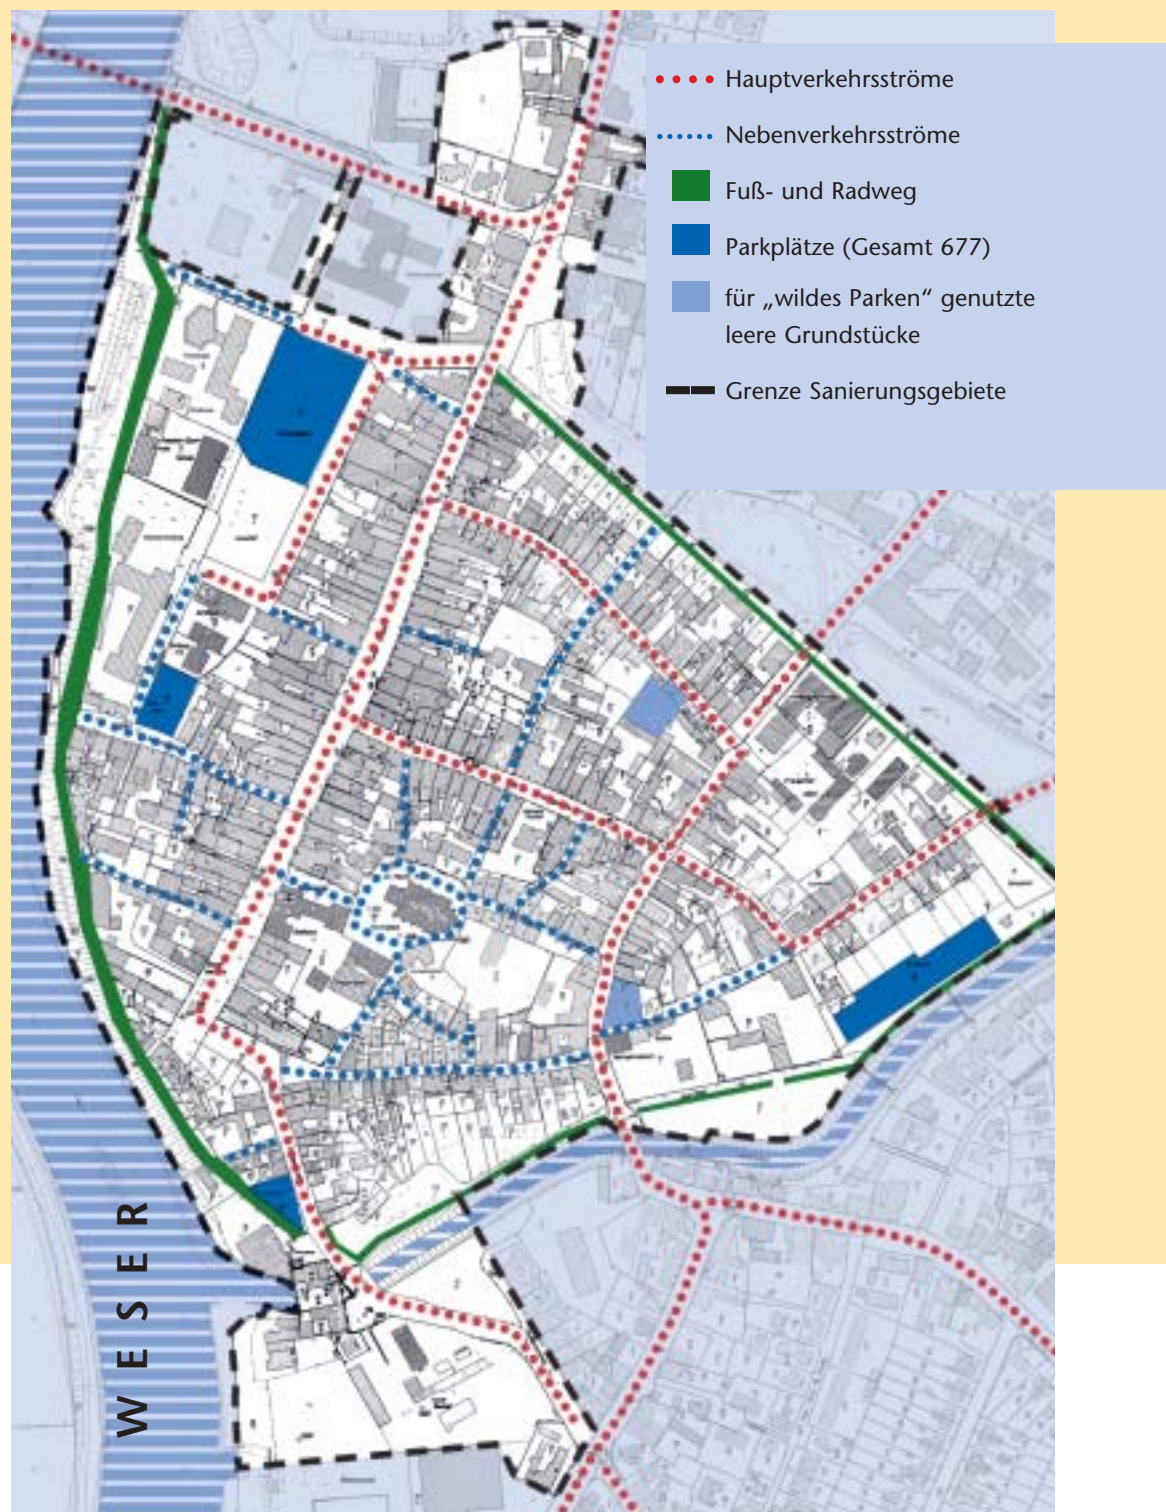 Hauptverkehrsströme
Nebenverkehrsströme
Fuß- und Radweg
Parkplätze (Gesamt 677)
für „wildes Parken“ genutzte
leere Grundstücke
Grenze Sanierungsgebiete
WESER